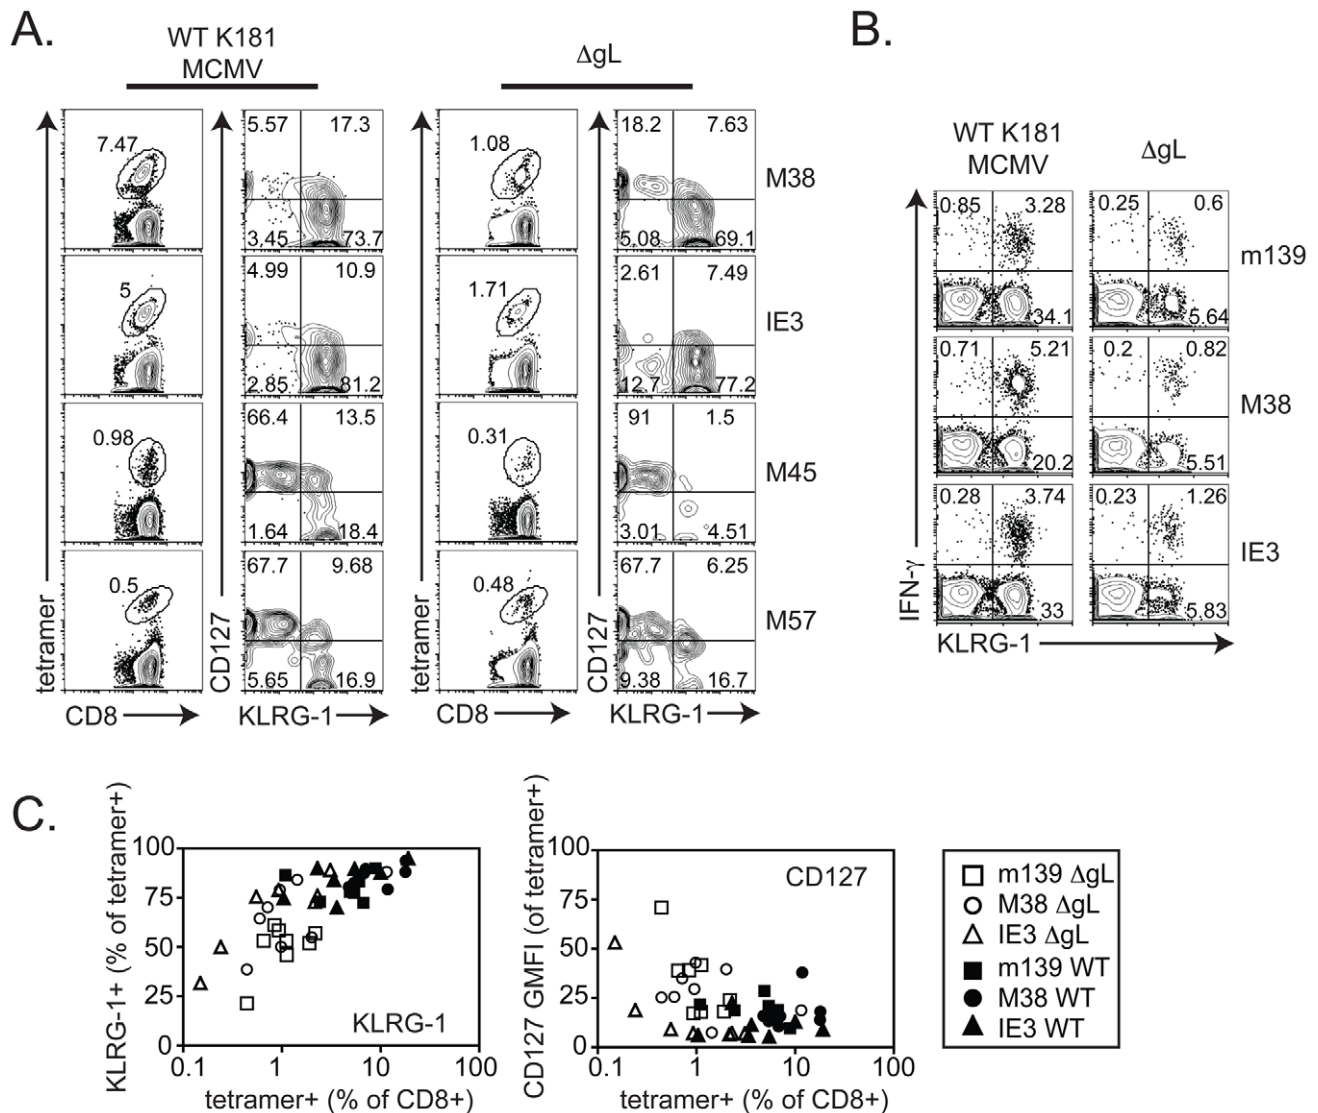 A.
WT K181
MCMV
ΔgL
7.47
5.57 17.3
3.45 73.7
1.08
18.2 7.63
5.08 69.1
M38
5
4.99 10.9
2.85 81.2
1.71
2.61 7.49
12.7 77.2
IE3
0.98
66.4 13.5
1.64 18.4
0.31
91 1.5
3.01 4.51
M45
0.5
67.7 9.68
5.65 16.9
0.48
67.7 6.25
9.38 16.7
M57
tetramer
CD127
tetramer
CD127
CD8
KLRG-1
CD8
KLRG-1
B.
WT K181
MCMV
ΔgL
0.85 3.28
34.1
0.25 0.6
5.64
m139
0.71 5.21
20.2
0.2 0.82
5.51
M38
0.28 3.74
33
0.23 1.26
5.83
IE3
IFN-γ
KLRG-1
C.
KLRG-1+ (% of tetramer+)
100
75
50
25
0
KLRG-1
0.1 1 10 100
tetramer+ (% of CD8+)
CD127 GMFI (of tetramer+)
100
75
50
25
0
CD127
0.1 1 10 100
tetramer+ (% of CD8+)
m139 ΔgL
M38 ΔgL
IE3 ΔgL
m139 WT
M38 WT
IE3 WT